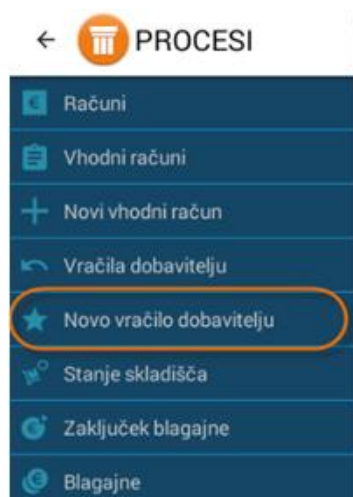 PROCESI
Računi
Vhodni računi
Novi vhodni račun
Vračila dobavitelju
Novo vračilo dobavitelju
Stanje skladišča
Zaključek blagajne
Blagajne